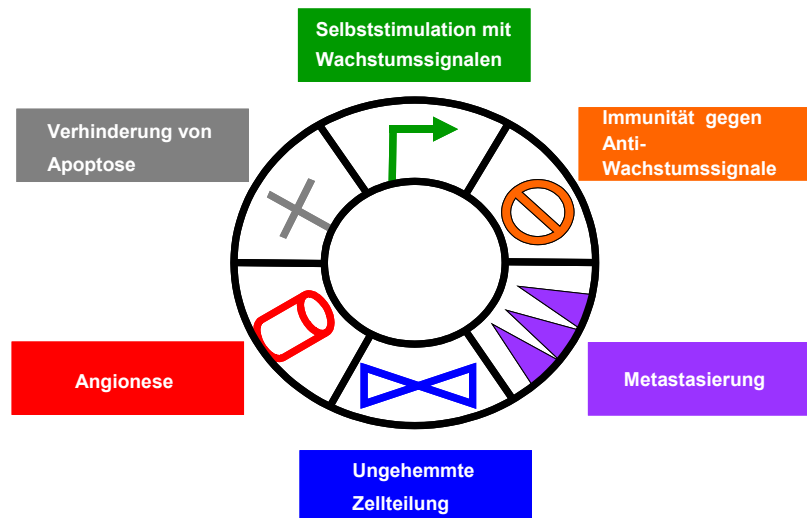 Selbststimulation mit
Wachstumssignalen
Verhinderung von
Apoptose
Immunität gegen
Anti-
Wachstumssignale
Angionese
Metastasierung
Ungehemmte
Zellteilung